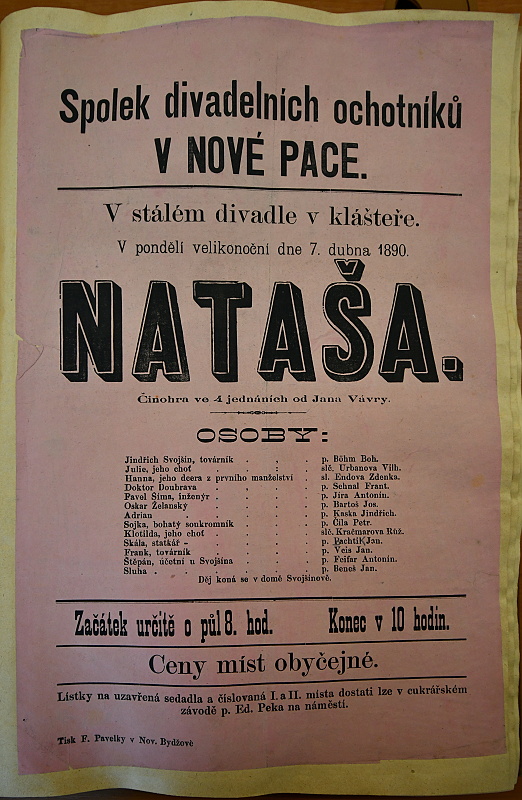 Spolek divadelních ochotníků
V NOVÉ PACE.
V stálém divadle v klášteře.
V pondělí velikonoční dne 7. dubna 1890.
NATAŠA.
Činohra ve 4 jednáních od Jana Vávry.
OSOBY:
Jindřich Svojšín, továrník . . . p. Böhm Boh.
Julie, jeho choť . . . . slč. Urbanova Vilh.
Hanna, jeho dcera z prvního manželství . . sl. Endova Zdenka.
Doktor Doubrava . . . . p. Schnal Frant.
Pavel Síma, inženýr . . . . p. Jíra Antonín.
Oskar Želanský . . . . p. Bartoš Jos.
Adrian . . . . . p. Kaska Jindřich.
Sojka, bohatý soukromník . . . p. Číla Petr.
Klotilda, jeho choť . . . . slč. Kračmarova Růž.
Skála, statkář . . . . p. Pachtík Jan.
Frank, továrník . . . . p. Veis Jan.
Štěpán, účetní u Svojšína . . . p. Feifar Antonín.
Sluha . . . . . p. Beneš Jan.
Děj koná se v domě Svojšínově.
Začátek určitě o půl 8. hod. Konec v 10 hodin.
Ceny míst obyčejné.
Lístky na uzavřená sedadla a číslovaná I. a II. místa dostati lze v cukrářském
závodě p. Ed. Peka na náměstí.
Tisk F. Pavelky v Nov. Bydžově